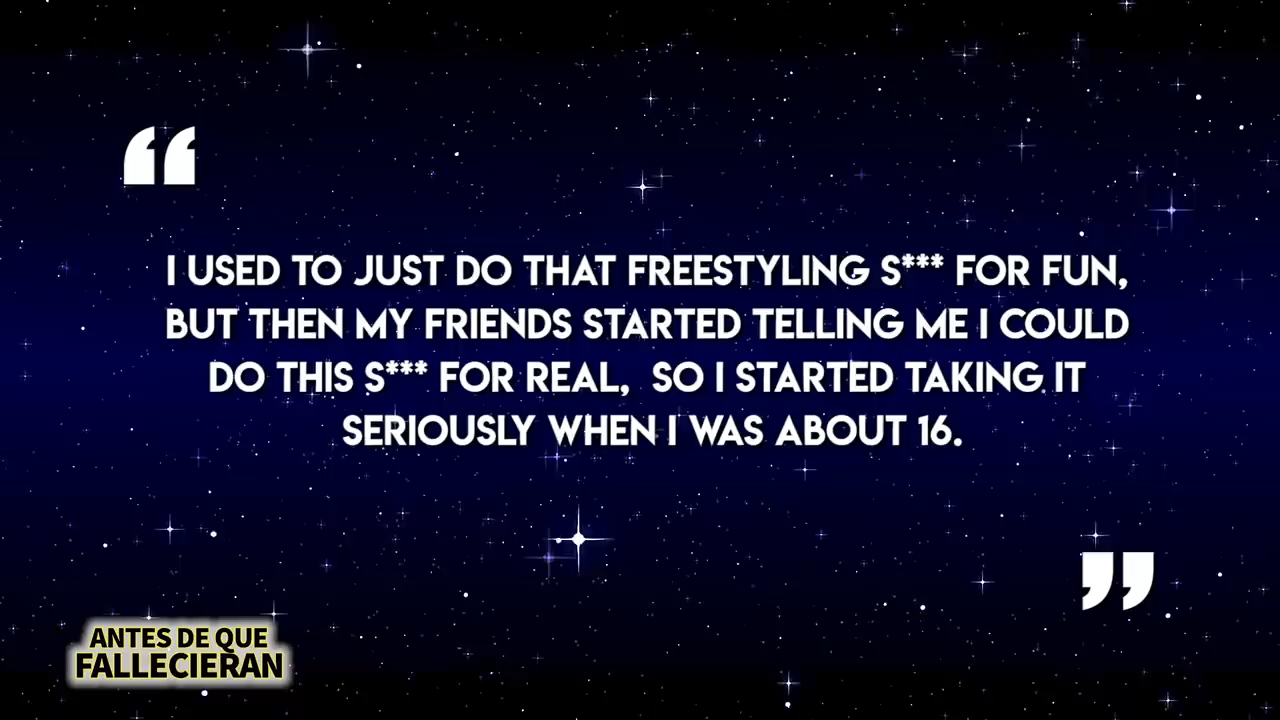 “
I USED TO JUST DO THAT FREESTYLING S*** FOR FUN,
BUT THEN MY FRIENDS STARTED TELLING ME I COULD
DO THIS S*** FOR REAL, SO I STARTED TAKING IT
SERIOUSLY WHEN I WAS ABOUT 16.
”
ANTES DE QUE
FALLECIERAN